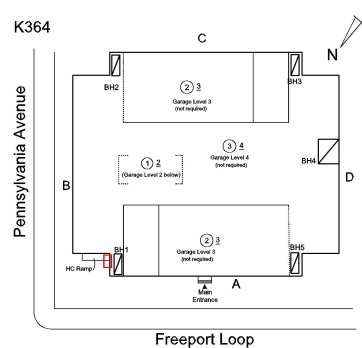 K364
C
N
BH2
BH3
2 3
Garage Level 3
(not required)
3 4
Garage Level 4
(not required)
BH4
1 2
(Garage Level 2 below)
Pennsylvania Avenue
B
D
BH1
2 3
Garage Level 3
(not required)
BH5
HC Ramp
A
Main
Entrance
Freeport Loop